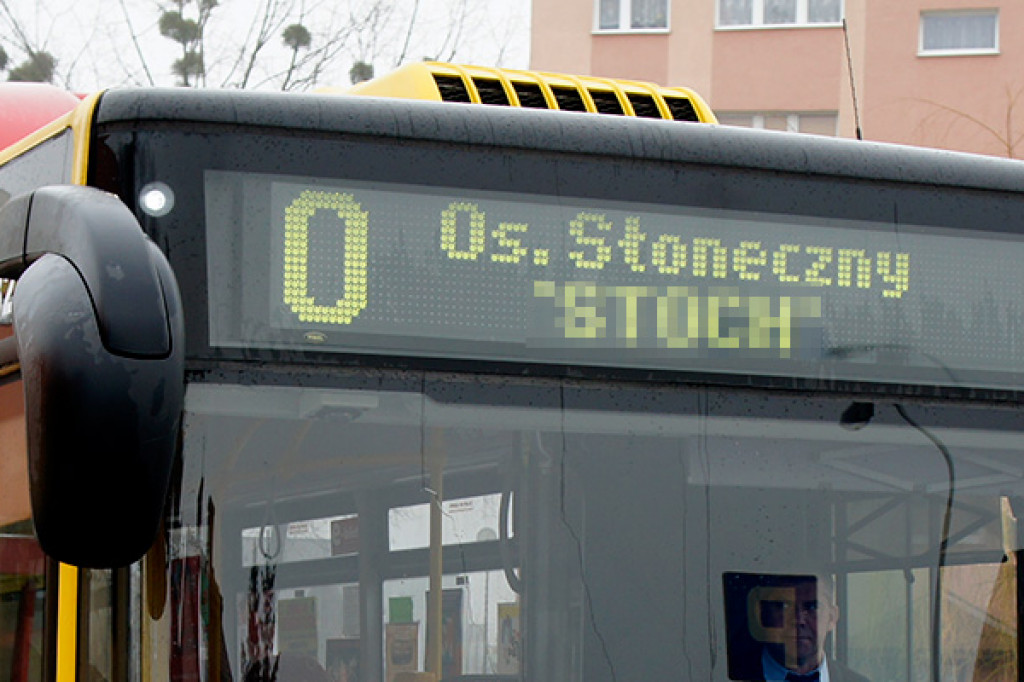 0 Os. Słoneczny
"STOCH"
P